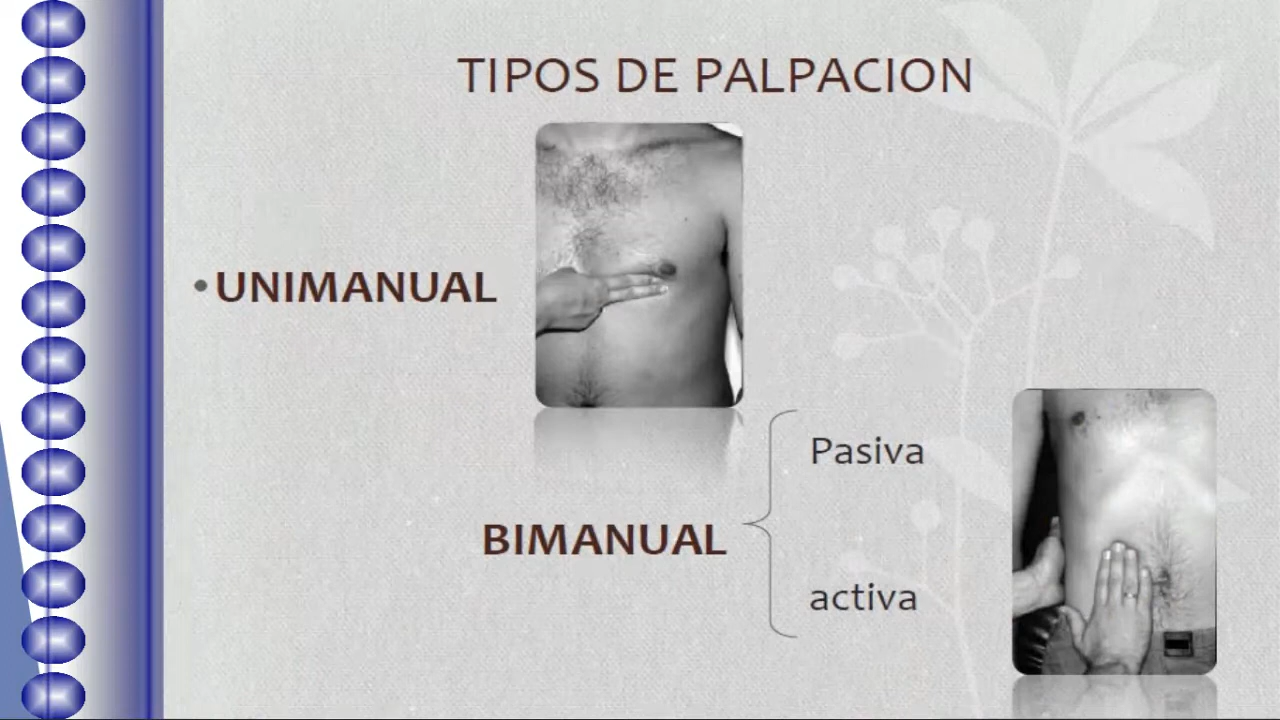 TIPOS DE PALPACION
• UNIMANUAL
Pasiva
BIMANUAL
activa